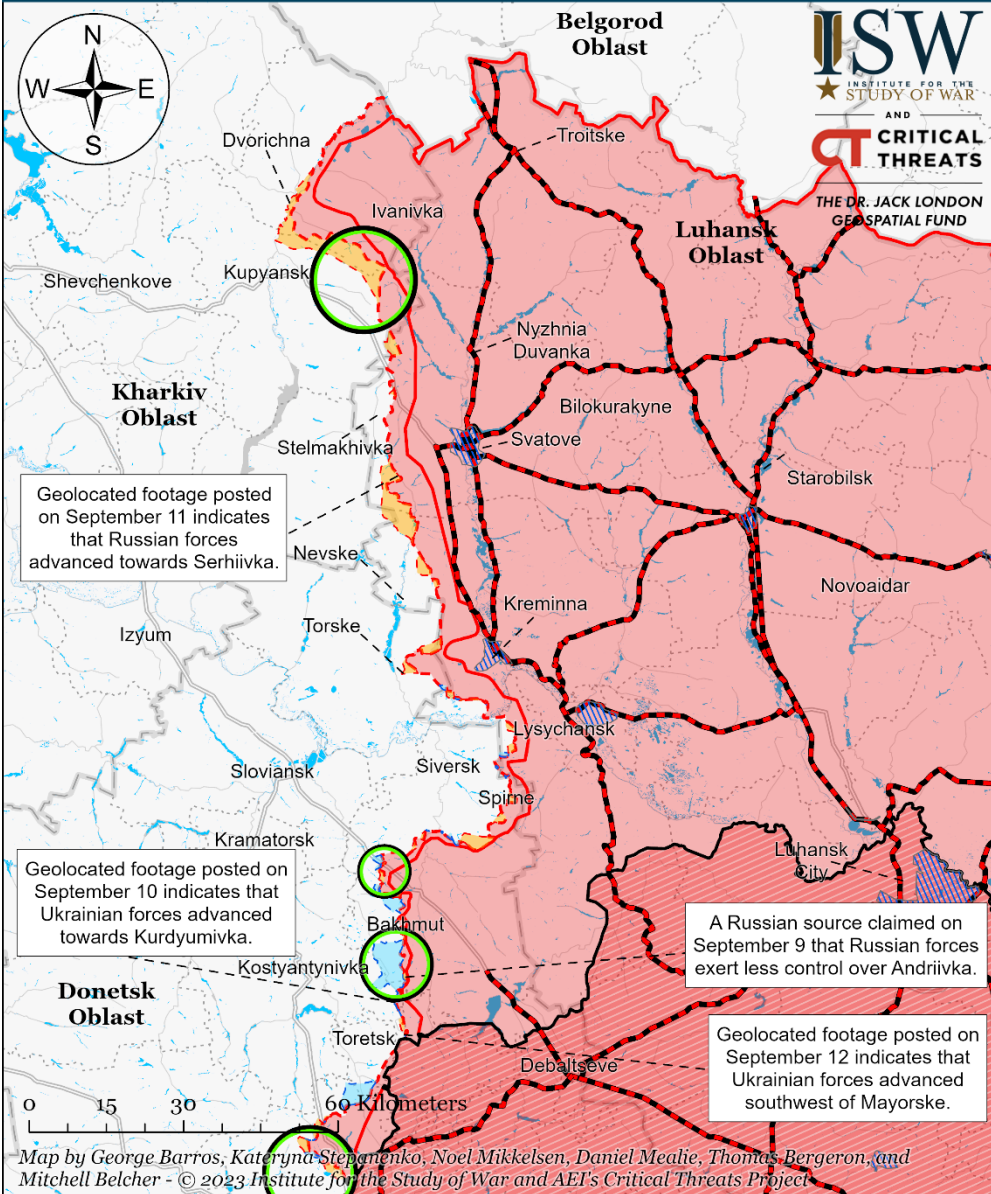 N
W
E
S
Belgorod
Oblast
ISW
INSTITUTE FOR THE
STUDY OF WAR
AND
CT CRITICAL
THREATS
THE DR. JACK LONDON
GEOSPATIAL FUND
Dvorichna
Troitske
Ivanivka
Luhansk
Oblast
Kupyansk
Shevchenkove
Nyzhnia
Duvanka
Kharkiv
Oblast
Bilokurakyne
Stelmakhivka
Svatove
Starobilsk
Geolocated footage posted
on September 11 indicates
that Russian forces
advanced towards Serhiivka.
Nevske
Novoaidar
Kreminna
Torske
Izyum
Lysychansk
Siversk
Sloviansk
Spirne
Kramatorsk
Luhansk
City
Geolocated footage posted on
September 10 indicates that
Ukrainian forces advanced
towards Kurdyumivka.
Bakhmut
A Russian source claimed on
September 9 that Russian forces
exert less control over Andriivka.
Kostyantynivka
Donetsk
Oblast
Toretsk
Geolocated footage posted on
September 12 indicates that
Ukrainian forces advanced
southwest of Mayorske.
Debaltseve
0 15 30 60 Kilometers
Map by George Barros, Kateryna Stepanenko, Noel Mikkelsen, Daniel Mealie, Thomas Bergeron, and
Mitchell Belcher - © 2023 Institute for the Study of War and AEI's Critical Threats Project